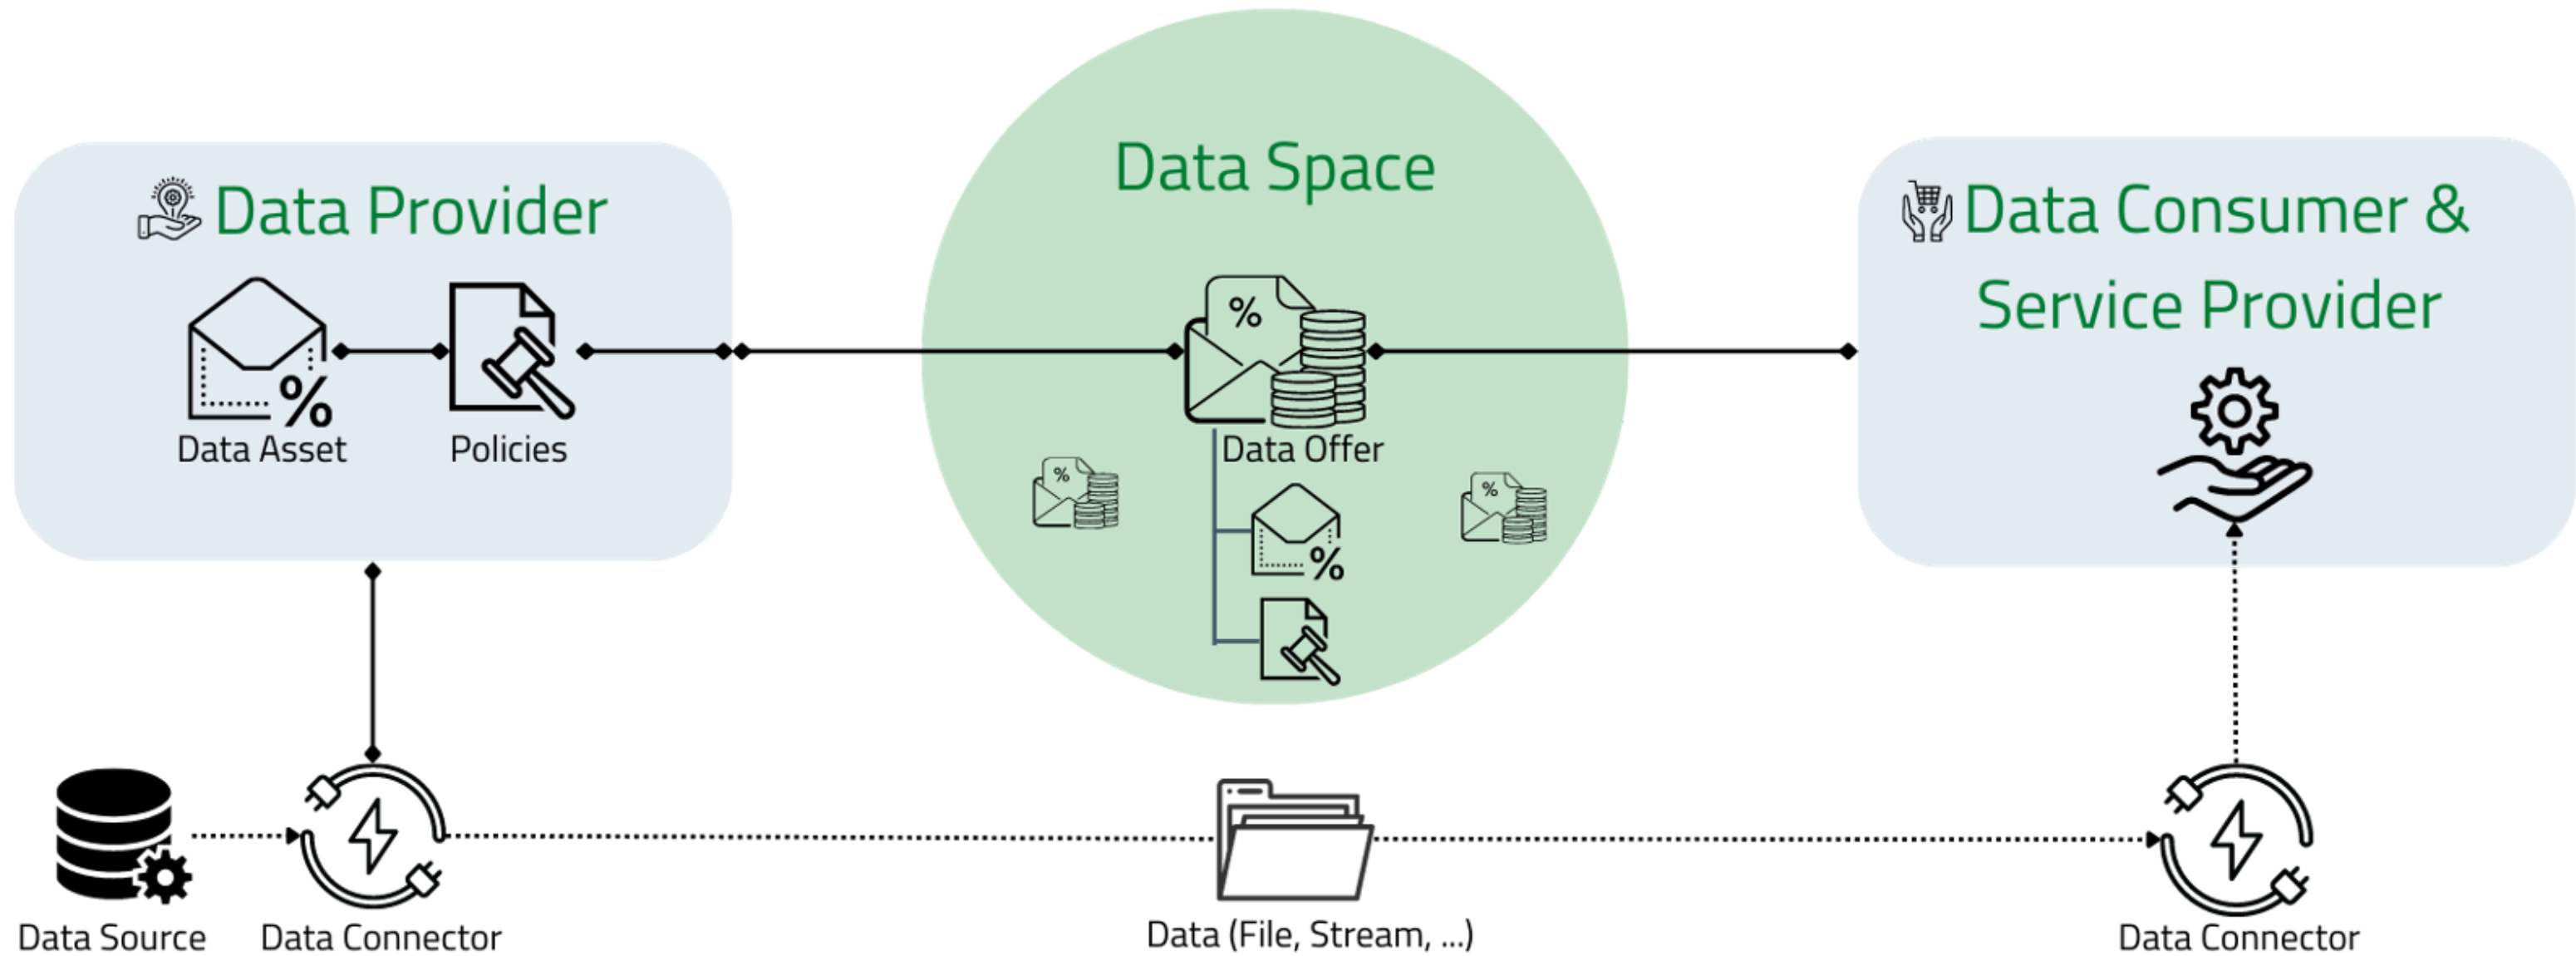 Data Provider
Data Asset
Policies
Data Space
%
Data Offer
%
%
%
%
Data Consumer &
Service Provider
Data Source
Data Connector
Data (File, Stream, ...)
Data Connector